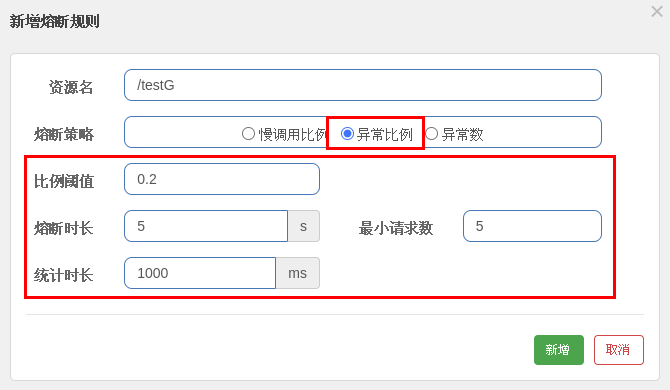 新增熔断规则
×
资源名 /testG
熔断策略 慢调用比例 异常比例 异常数
比例阈值 0.2
熔断时长 5 s 最小请求数 5
统计时长 1000 ms
新增 取消